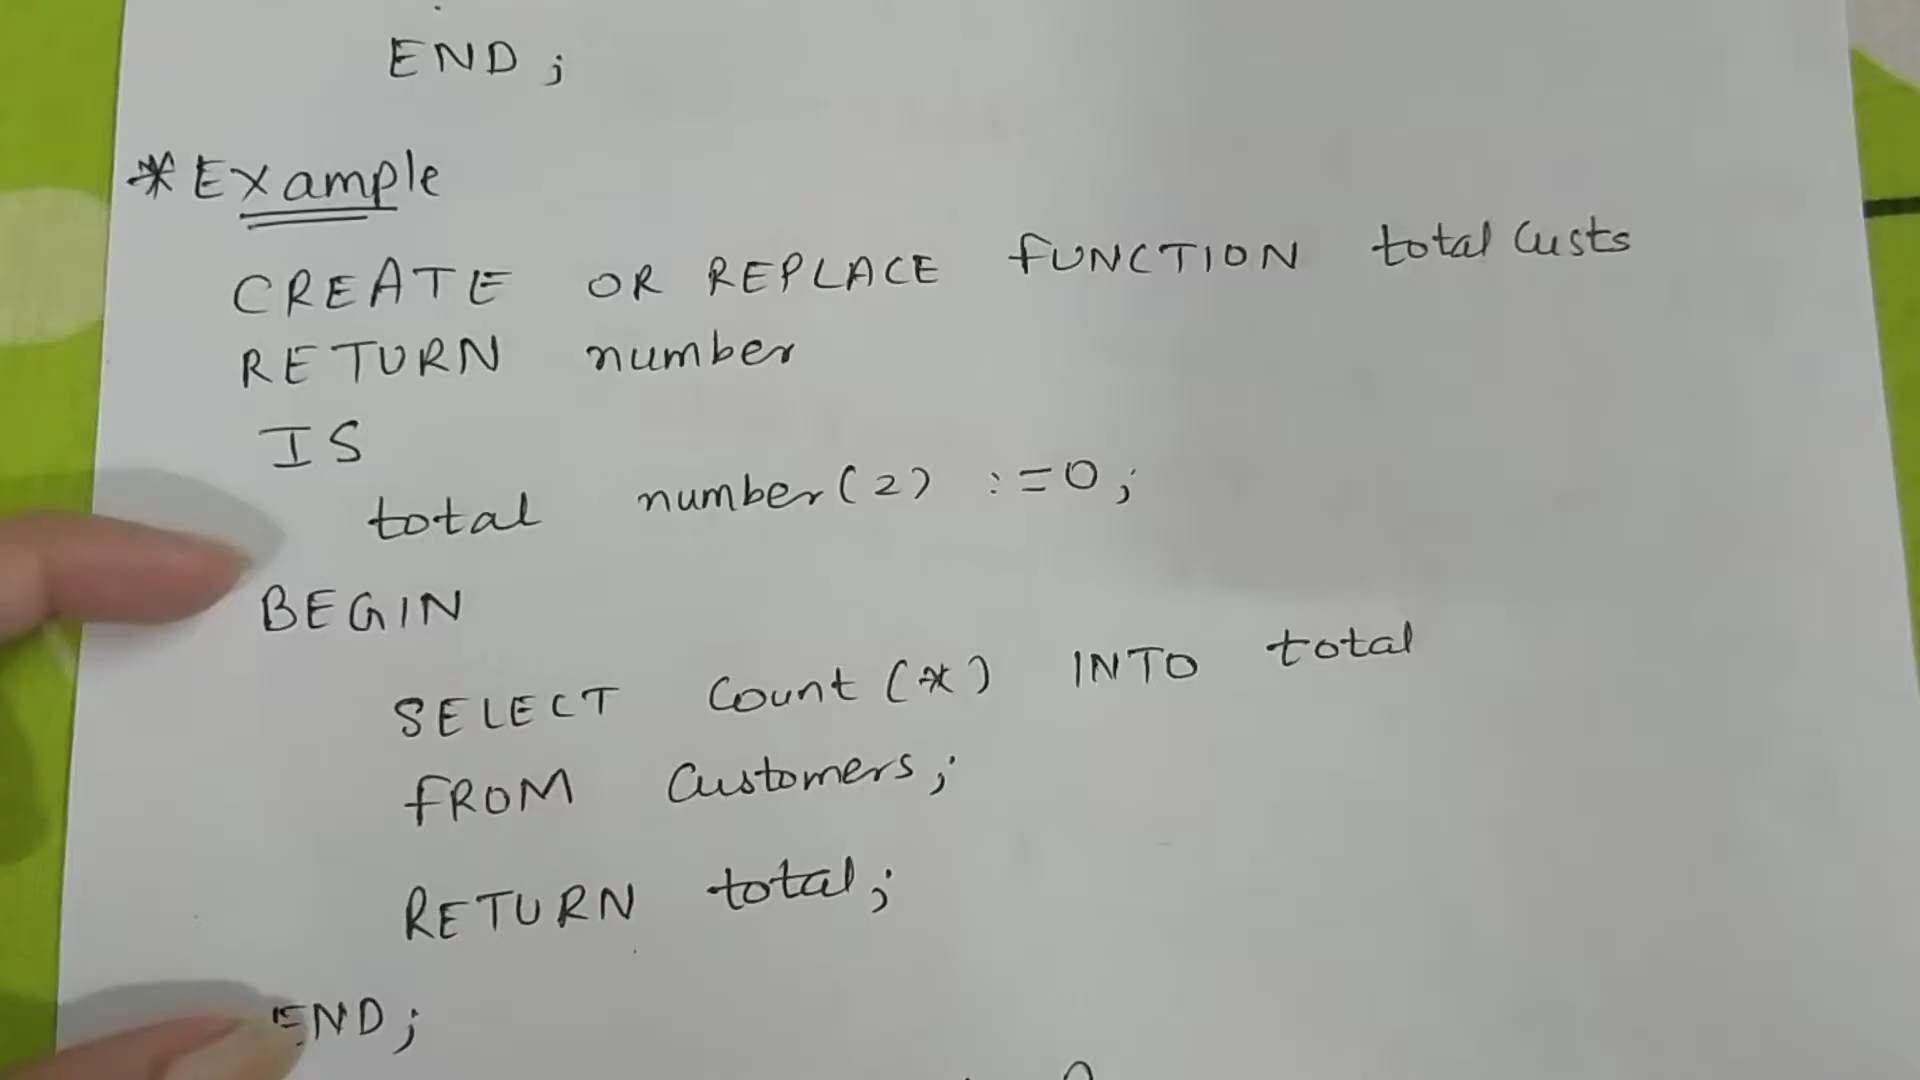 END;
*Example
CREATE OR REPLACE FUNCTION total Custs
RETURN number
IS
total number(2) :=0;
BEGIN
SELECT Count(*) INTO total
FROM Customers;
RETURN total;
END;